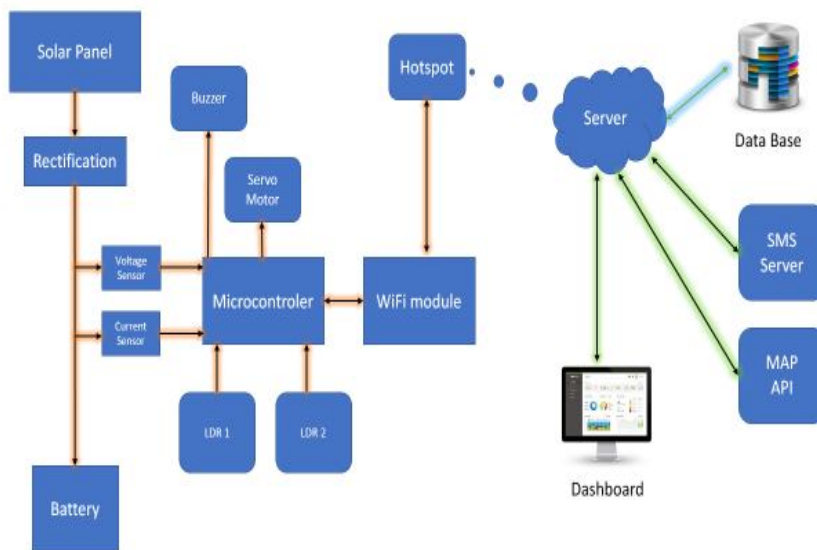 Solar Panel
Rectification
Voltage
Sensor
Current
Sensor
Battery
Buzzer
Servo
Motor
Microcontroler
LDR 1
LDR 2
WiFi module
Hotspot
Server
Data Base
SMS
Server
MAP
API
Dashboard